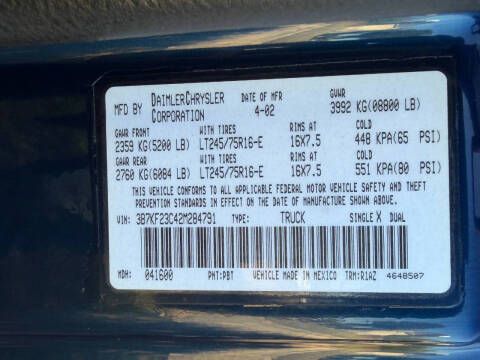 MFD BY DAIMLERCHRYSLER CORPORATION DATE OF MFR 4-02 GVWR 3992 KG(08800 LB)
GAWR FRONT WITH TIRES RIMS AT COLD
2359 KG(5200 LB) LT245/75R16-E 16X7.5 448 KPA(65 PSI)
GAWR REAR WITH TIRES RIMS AT COLD
2760 KG(6084 LB) LT245/75R16-E 16X7.5 551 KPA(80 PSI)
THIS VEHICLE CONFORMS TO ALL APPLICABLE FEDERAL MOTOR VEHICLE SAFETY AND THEFT
PREVENTION STANDARDS IN EFFECT ON THE DATE OF MANUFACTURE SHOWN ABOVE.
VIN: 3B7KF23C42M284791 TYPE: TRUCK SINGLE X DUAL
MDH: 041600 PNT:PBT VEHICLE MADE IN MEXICO TRM:R1AZ 4648507